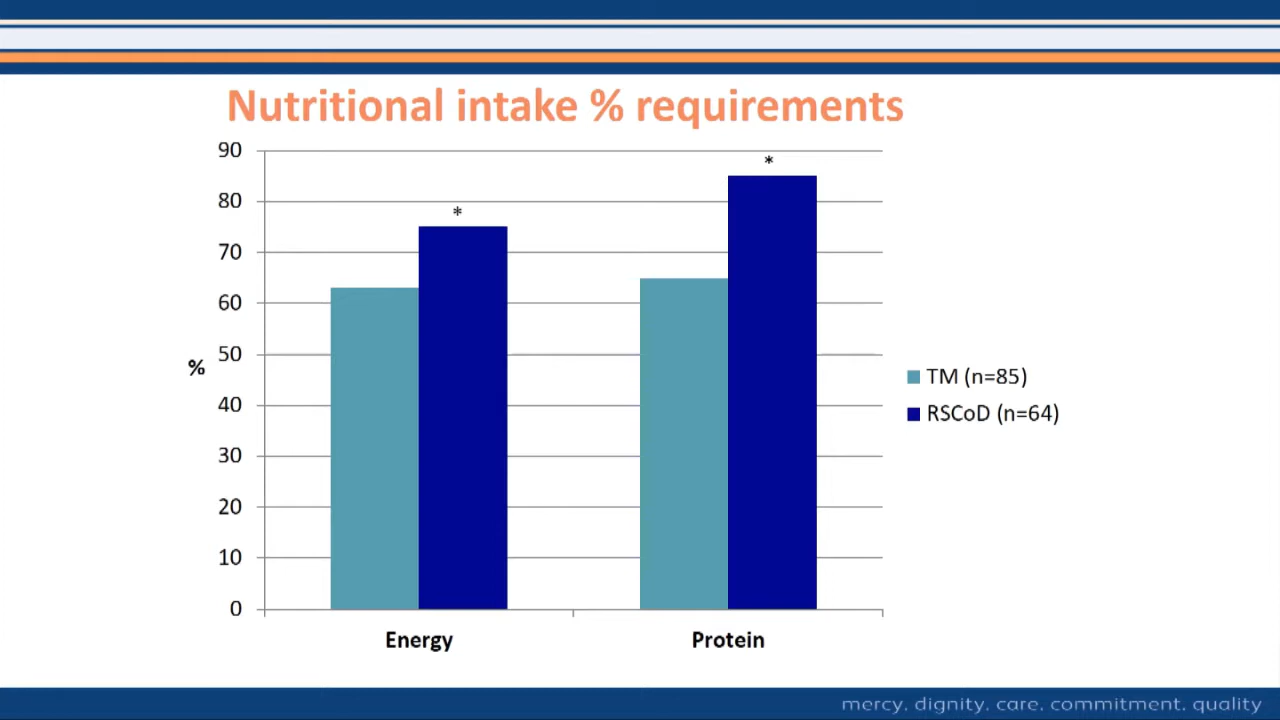 Nutritional intake % requirements
90
*
80
*
70
60
50
%
40
30
20
10
0
TM (n=85)
RSCoD (n=64)
Energy
Protein
mercy, dignity, care, commitment, quality